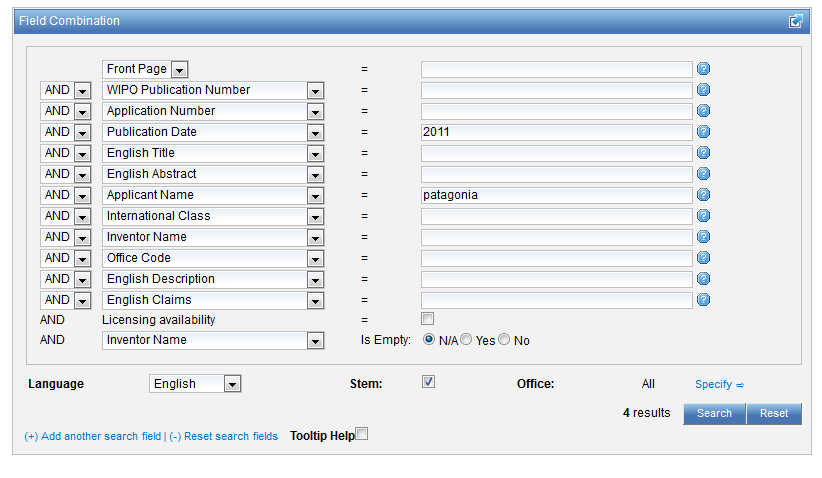 Field Combination
Front Page =
AND WIPO Publication Number =
AND Application Number =
AND Publication Date = 2011
AND English Title =
AND English Abstract =
AND Applicant Name = patagonia
AND International Class =
AND Inventor Name =
AND Office Code =
AND English Description =
AND English Claims =
AND Licensing availability =
AND Inventor Name Is Empty: N/A Yes No
Language English Stem: Office: All Specify ⇨
4 results Search Reset
(+) Add another search field | (-) Reset search fields Tooltip Help